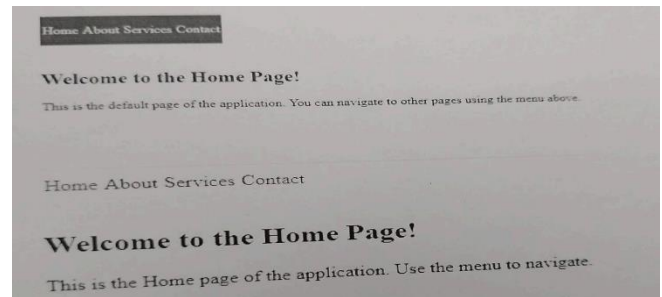 Home About Services Contact
Welcome to the Home Page!
This is the default page of the application. You can navigate to other pages using the menu above.
Home About Services Contact
Welcome to the Home Page!
This is the Home page of the application. Use the menu to navigate.